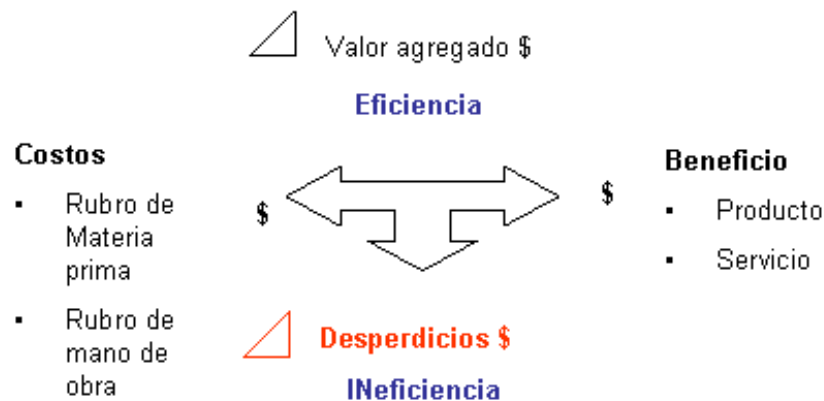 Valor agregado $
Eficiencia
Costos
▪ Rubro de
Materia
prima
▪ Rubro de
mano de
obra
$
$
Beneficio
▪ Producto
▪ Servicio
Desperdicios $
INeficiencia